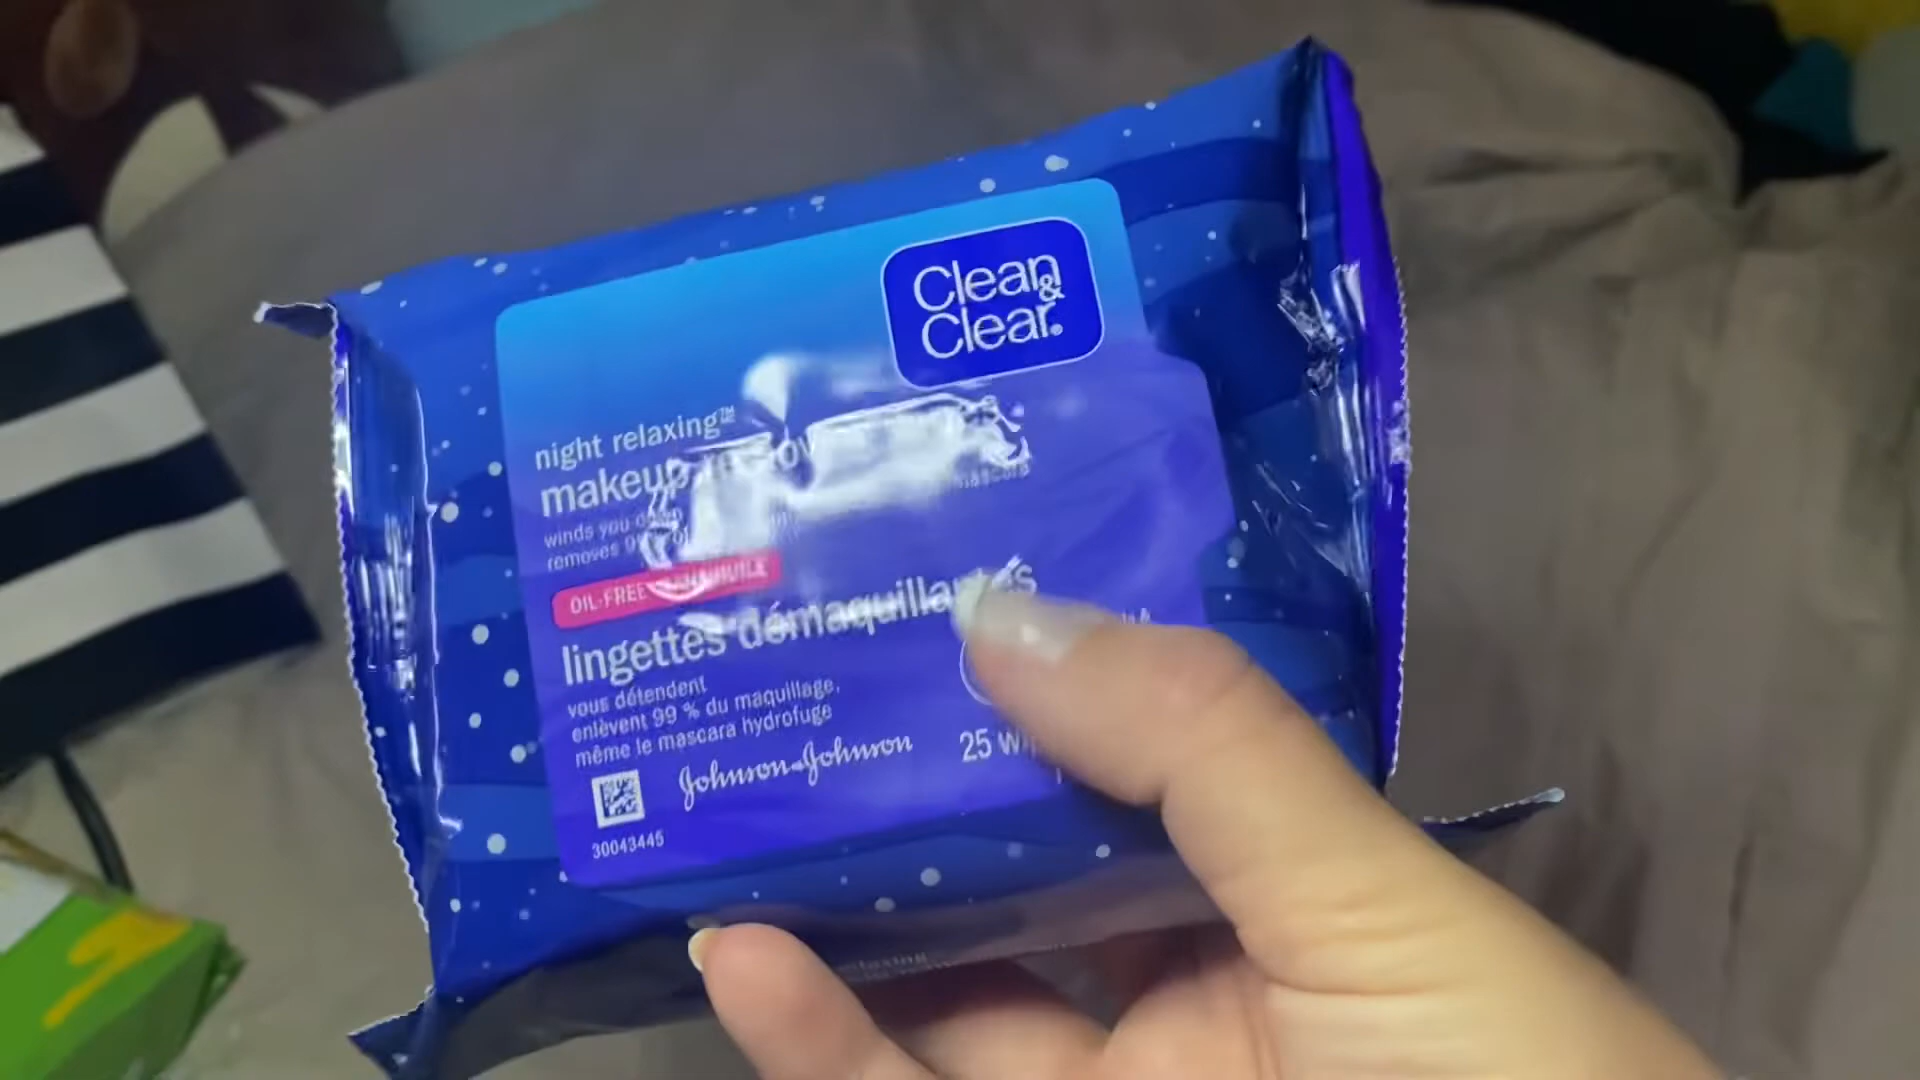 Clean
&
Clear.
night relaxing™
makeup
winds you down
removes
OIL-FREE
lingettes démaquillantes
vous détendent
enlèvent 99 % du maquillage,
même le mascara hydrofuge
Johnson & Johnson
25
30043445